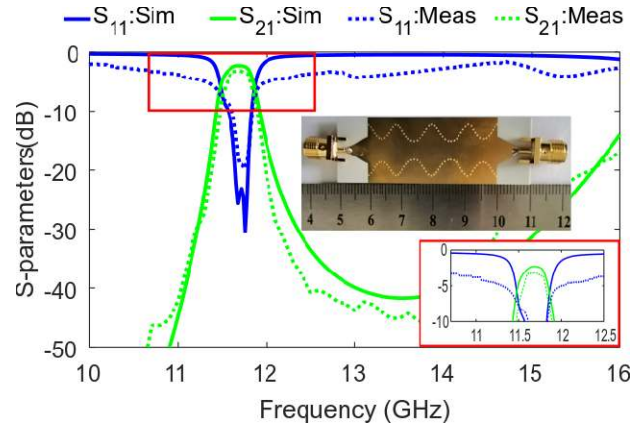 S11:Sim S21:Sim S11:Meas S21:Meas
0
-10
-20
-30
-40
-50
S-parameters(dB)
10 11 12 13 14 15 16
Frequency (GHz)
4 5 6 7 8 9 10 11 12
0
-5
-10
11 11.5 12 12.5